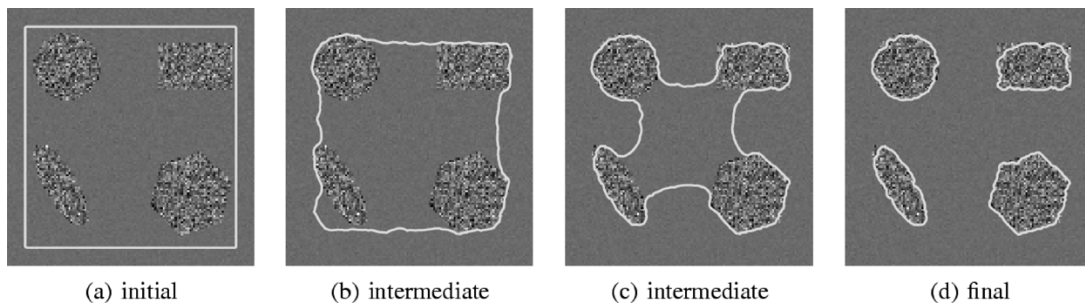 (a) initial
(b) intermediate
(c) intermediate
(d) final